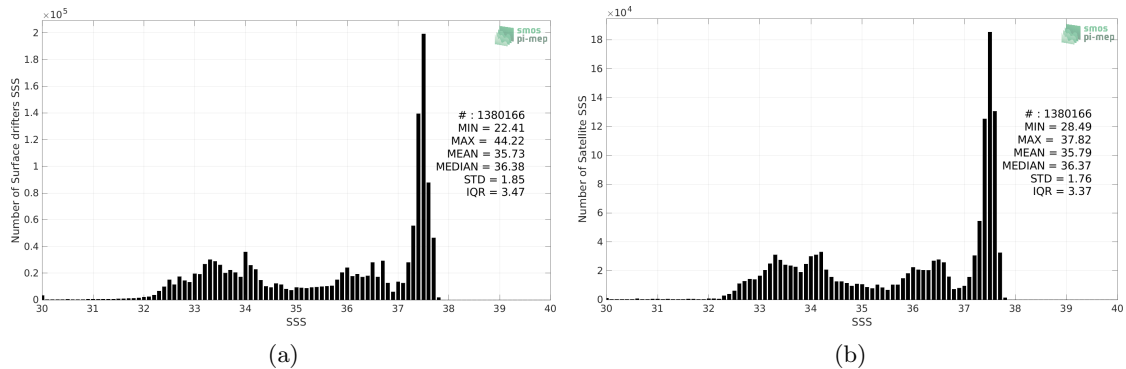 ×10^5
2
1.8
1.6
1.4
1.2
1
0.8
0.6
0.4
0.2
0
Number of Surface drifters SSS
30 31 32 33 34 35 36 37 38 39 40
SSS
smos
pi-mep
# : 1380166
MIN = 22.41
MAX = 44.22
MEAN = 35.73
MEDIAN = 36.38
STD = 1.85
IQR = 3.47
(a)
×10^4
18
16
14
12
10
8
6
4
2
0
Number of Satellite SSS
30 31 32 33 34 35 36 37 38 39 40
SSS
smos
pi-mep
# : 1380166
MIN = 28.49
MAX = 37.82
MEAN = 35.79
MEDIAN = 36.37
STD = 1.76
IQR = 3.37
(b)